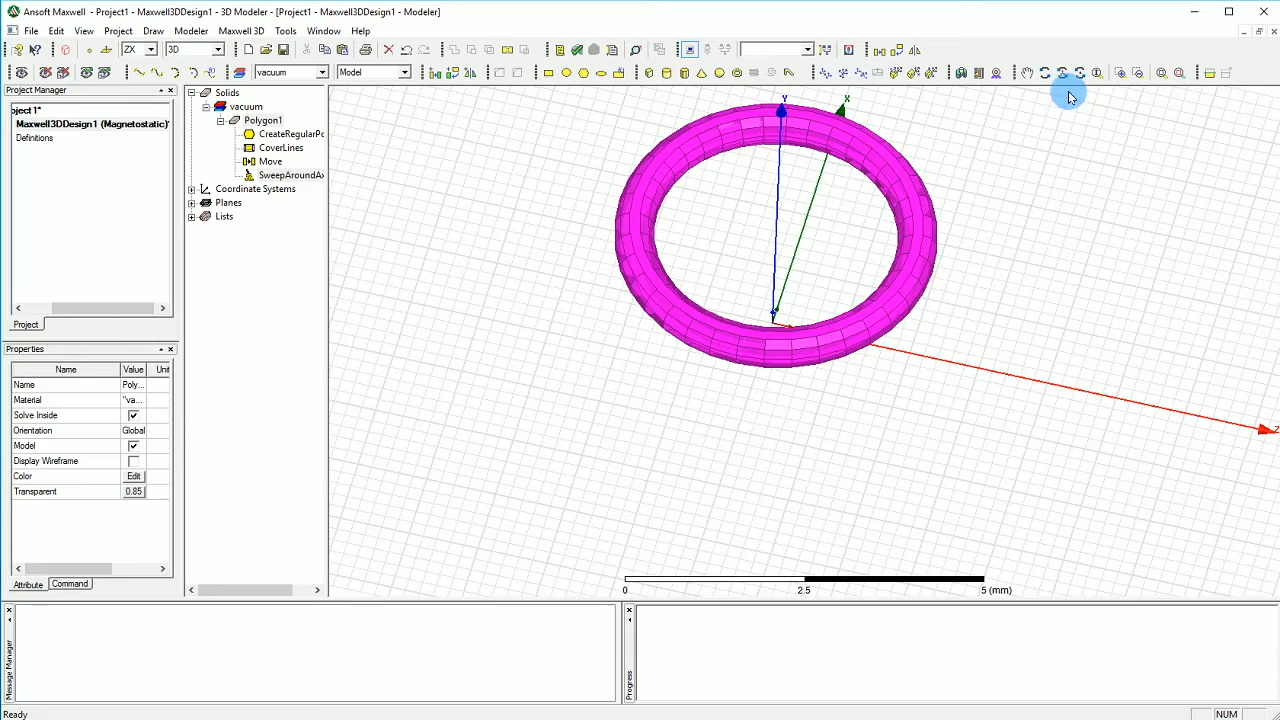 Ansoft Maxwell - Project1 - Maxwell3DDesign1 - 3D Modeler - [Project1 - Maxwell3DDesign1 - Modeler]
File Edit View Project Draw Modeler Maxwell 3D Tools Window Help
ZX 3D
vacuum Model
Project Manager
oject 1*
Maxwell3DDesign1 (Magnetostatic)*
Definitions
Project
Solids
vacuum
Polygon1
CreateRegularPo
CoverLines
Move
SweepAroundAx
Coordinate Systems
Planes
Lists
Properties
Name Value Unit
Name Poly...
Material "va...
Solve Inside
Orientation Global
Model
Display Wireframe
Color Edit
Transparent 0.85
Attribute Command
Y X
Z
0 2.5 5 (mm)
Message Manager
Progress
Ready NUM